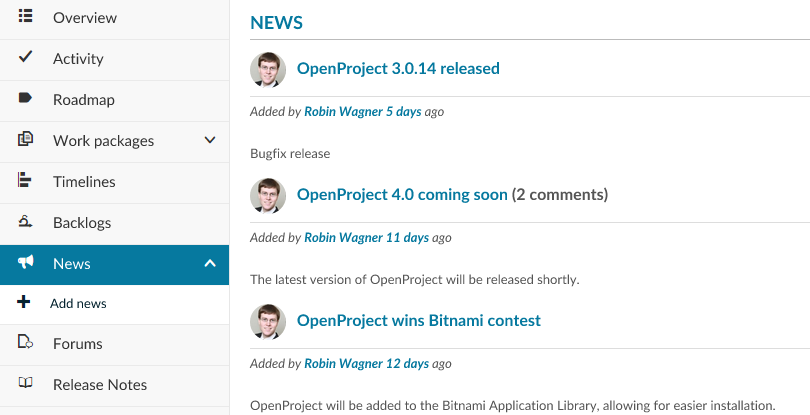 Overview
Activity
Roadmap
Work packages
Timelines
Backlogs
News
Add news
Forums
Release Notes
NEWS
OpenProject 3.0.14 released
Added by Robin Wagner 5 days ago
Bugfix release
OpenProject 4.0 coming soon (2 comments)
Added by Robin Wagner 11 days ago
The latest version of OpenProject will be released shortly.
OpenProject wins Bitnami contest
Added by Robin Wagner 12 days ago
OpenProject will be added to the Bitnami Application Library, allowing for easier installation.